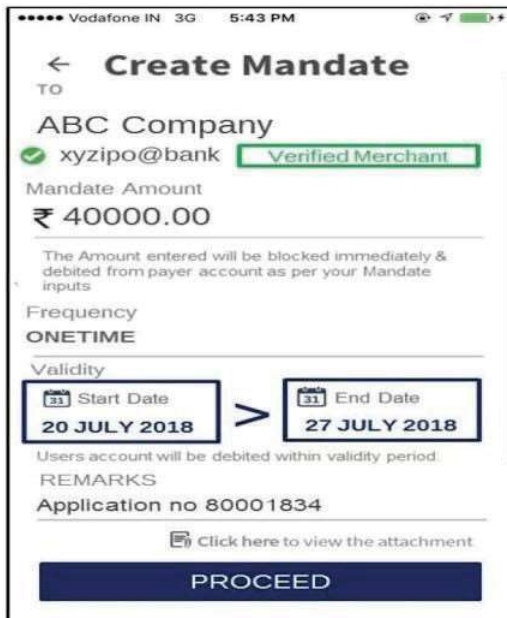 Vodafone IN 3G 5:43 PM
← Create Mandate
TO
ABC Company
xyzipo@bank Verified Merchant
Mandate Amount
₹ 40000.00
The Amount entered will be blocked immediately &
debited from payer account as per your Mandate
inputs
Frequency
ONETIME
Validity
31 Start Date > 31 End Date
20 JULY 2018 27 JULY 2018
Users account will be debited within validity period
REMARKS
Application no 80001834
Click here to view the attachment
PROCEED